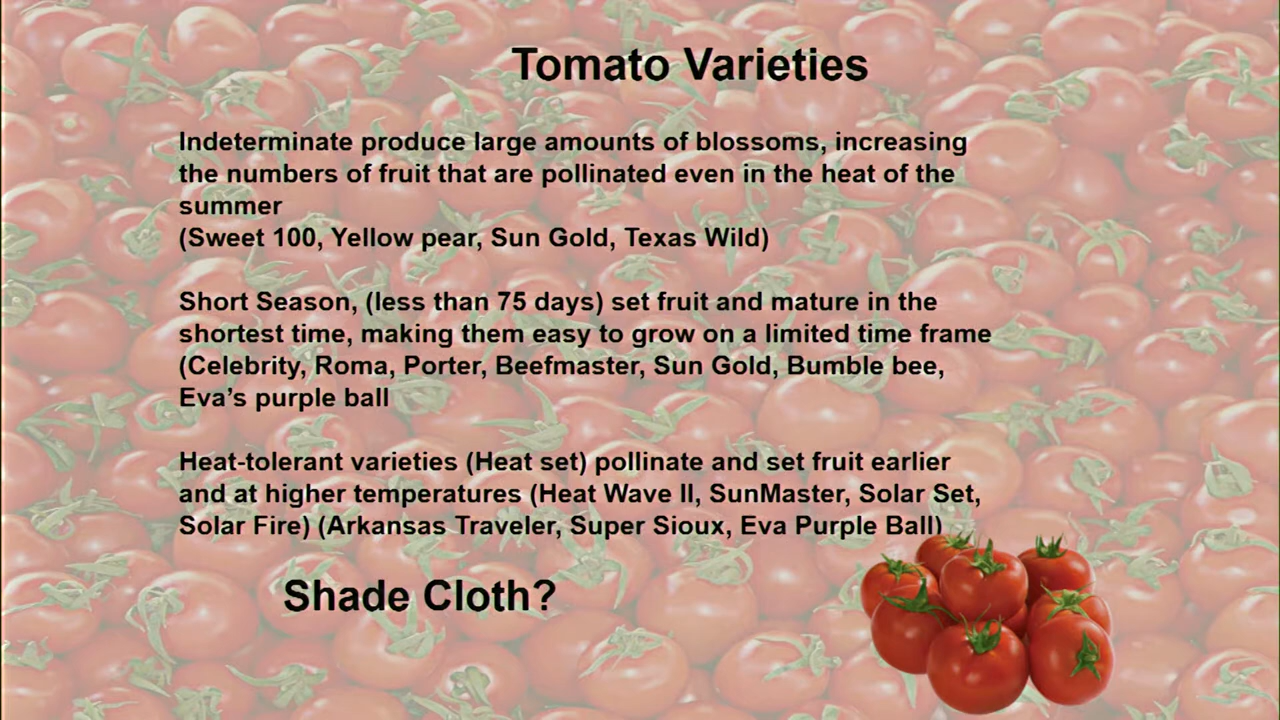 Tomato Varieties
Indeterminate produce large amounts of blossoms, increasing
the numbers of fruit that are pollinated even in the heat of the
summer
(Sweet 100, Yellow pear, Sun Gold, Texas Wild)
Short Season, (less than 75 days) set fruit and mature in the
shortest time, making them easy to grow on a limited time frame
(Celebrity, Roma, Porter, Beefmaster, Sun Gold, Bumble bee,
Eva’s purple ball
Heat-tolerant varieties (Heat set) pollinate and set fruit earlier
and at higher temperatures (Heat Wave II, SunMaster, Solar Set,
Solar Fire) (Arkansas Traveler, Super Sioux, Eva Purple Ball)
Shade Cloth?